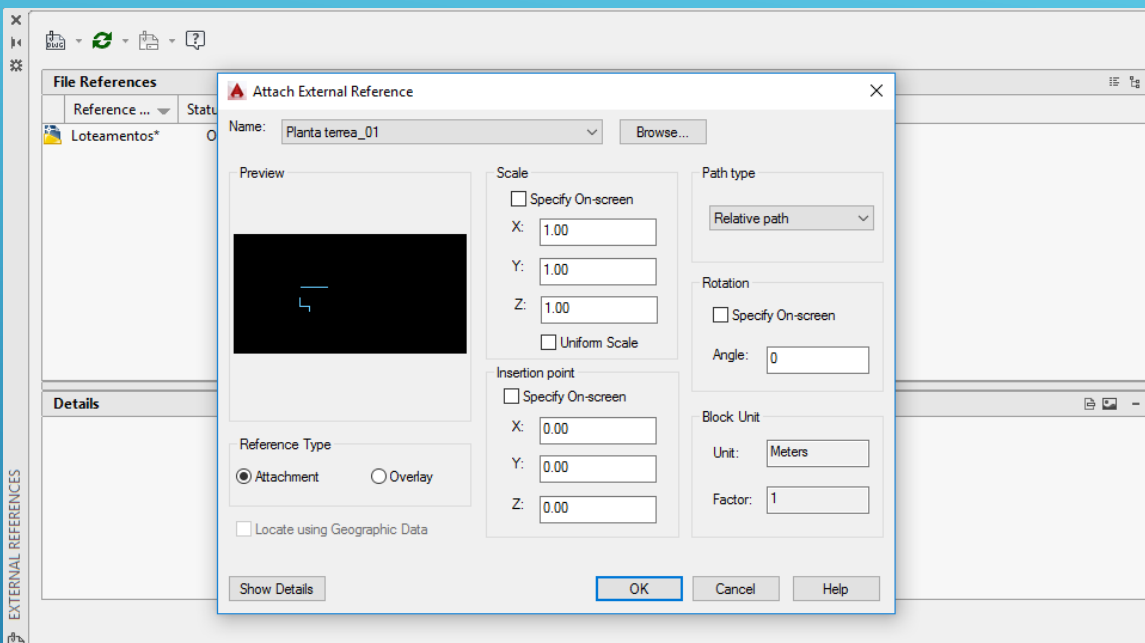 DWG
File References
Reference ...
Statu
Loteamentos*
O
Attach External Reference
Name:
Planta terrea_01
Browse...
Preview
Reference Type
Attachment
Overlay
Locate using Geographic Data
Scale
Specify On-screen
X: 1.00
Y: 1.00
Z: 1.00
Uniform Scale
Insertion point
Specify On-screen
X: 0.00
Y: 0.00
Z: 0.00
Path type
Relative path
Rotation
Specify On-screen
Angle: 0
Block Unit
Unit: Meters
Factor: 1
Show Details
OK
Cancel
Help
Details
EXTERNAL REFERENCES